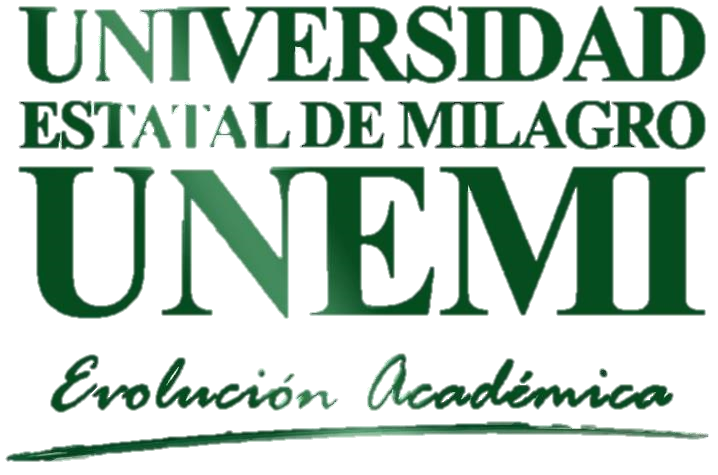 UNIVERSIDAD
ESTATAL DE MILAGRO
UNEMI
Evolución Académica